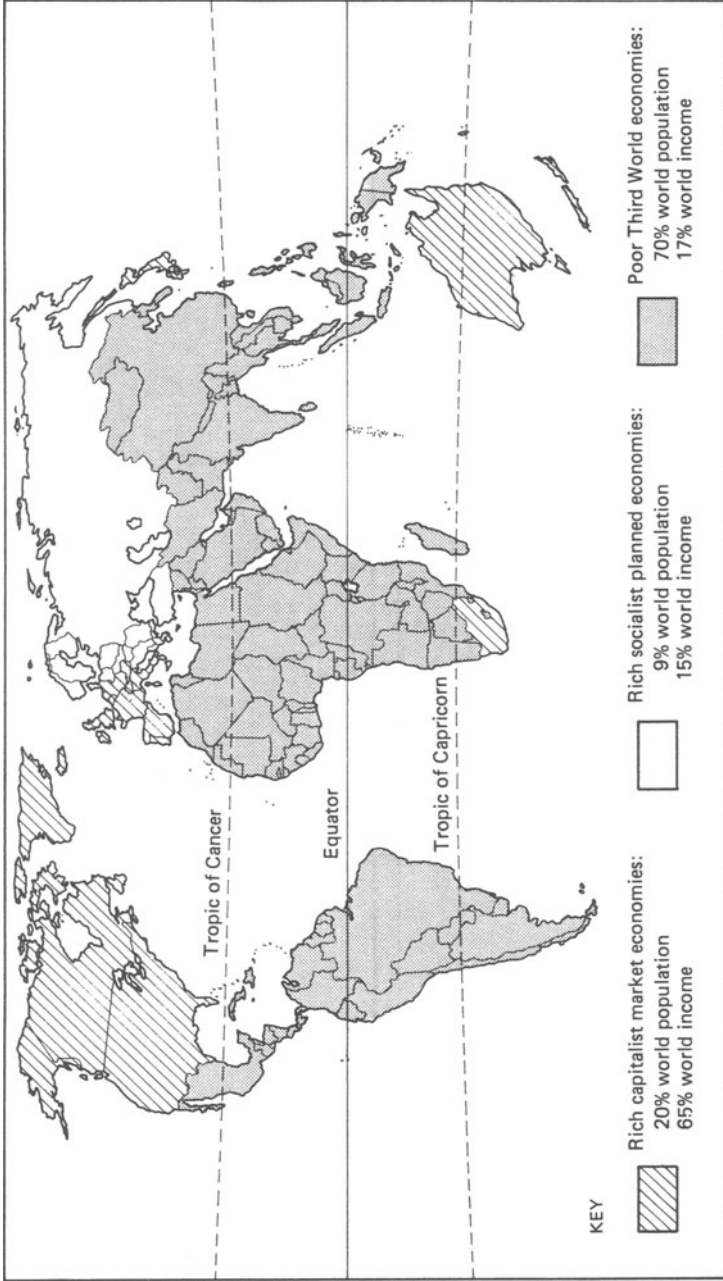 Tropic of Cancer
Equator
Tropic of Capricorn
KEY
Rich capitalist market economies:
20% world population
65% world income
Rich socialist planned economies:
9% world population
15% world income
Poor Third World economies:
70% world population
17% world income